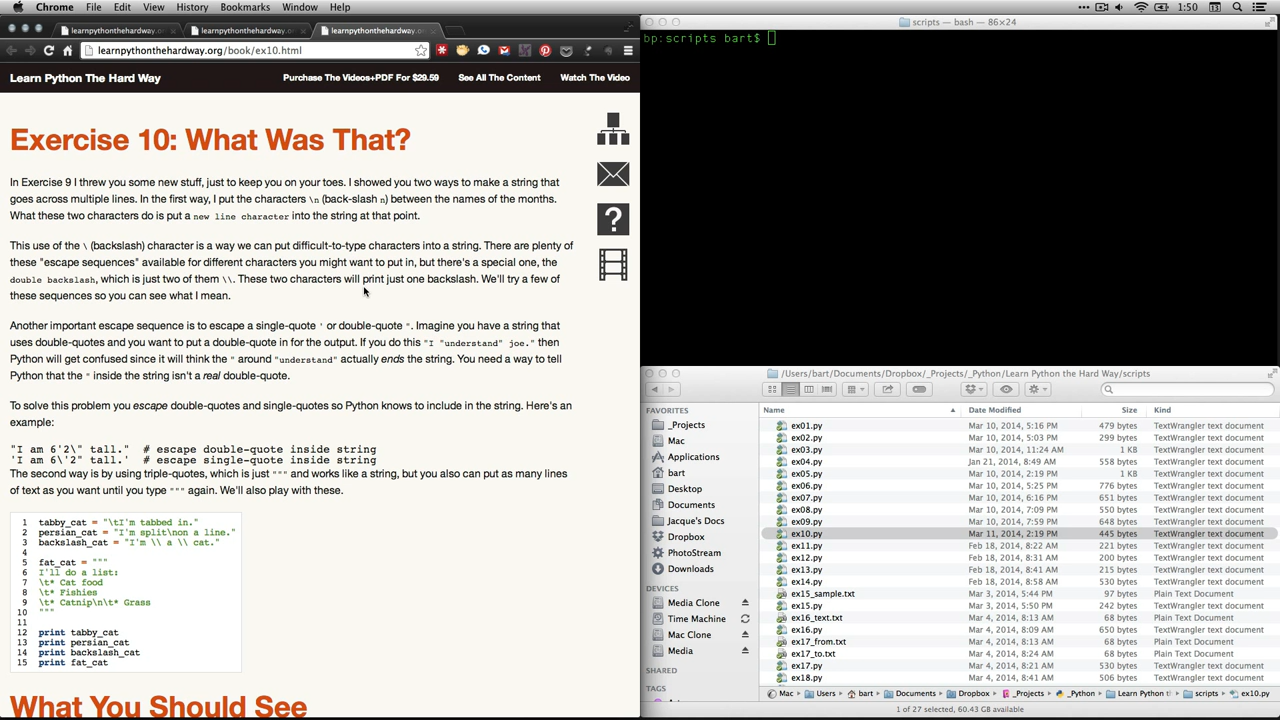 Chrome File Edit View History Bookmarks Window Help 1:50
learnpythonthehardway.org learnpythonthehardway.org learnpythonthehardway.org
learnpythonthehardway.org/book/ex10.html
Learn Python The Hard Way Purchase The Videos+PDF For $29.59 See All The Content Watch The Video
Exercise 10: What Was That?
In Exercise 9 I threw you some new stuff, just to keep you on your toes. I showed you two ways to make a string that
goes across multiple lines. In the first way, I put the characters \n (back-slash n) between the names of the months.
What these two characters do is put a new line character into the string at that point.
This use of the \ (backslash) character is a way we can put difficult-to-type characters into a string. There are plenty of
these "escape sequences" available for different characters you might want to put in, but there's a special one, the
double backslash, which is just two of them \\. These two characters will print just one backslash. We'll try a few of
these sequences so you can see what I mean.
Another important escape sequence is to escape a single-quote ' or double-quote ". Imagine you have a string that
uses double-quotes and you want to put a double-quote in for the output. If you do this "I "understand" joe." then
Python will get confused since it will think the " around "understand" actually ends the string. You need a way to tell
Python that the " inside the string isn't a real double-quote.
To solve this problem you escape double-quotes and single-quotes so Python knows to include in the string. Here's an
example:
"I am 6'2\" tall." # escape double-quote inside string
'I am 6\'2" tall.' # escape single-quote inside string
The second way is by using triple-quotes, which is just """ and works like a string, but you also can put as many lines
of text as you want until you type """ again. We'll also play with these.
1 tabby_cat = "\tI'm tabbed in."
2 persian_cat = "I'm split\non a line."
3 backslash_cat = "I'm \\ a \\ cat."
4
5 fat_cat = """
6 I'll do a list:
7 \t* Cat food
8 \t* Fishies
9 \t* Catnip\n\t* Grass
10 """
11
12 print tabby_cat
13 print persian_cat
14 print backslash_cat
15 print fat_cat
What You Should See
scripts — bash — 86×24
bp:scripts bart$
/Users/bart/Documents/Dropbox/_Projects/_Python/Learn Python the Hard Way/scripts
FAVORITES
_Projects
Mac
Applications
bart
Desktop
Documents
Jacque's Docs
Dropbox
PhotoStream
Downloads
DEVICES
Media Clone
Time Machine
Mac Clone
Media
SHARED
TAGS
Name Date Modified Size Kind
ex01.py Mar 10, 2014, 5:16 PM 479 bytes TextWrangler text document
ex02.py Mar 10, 2014, 5:03 PM 299 bytes TextWrangler text document
ex03.py Mar 10, 2014, 11:24 AM 1 KB TextWrangler text document
ex04.py Jan 21, 2014, 8:49 AM 558 bytes TextWrangler text document
ex05.py Mar 10, 2014, 2:19 PM 1 KB TextWrangler text document
ex06.py Mar 10, 2014, 5:25 PM 776 bytes TextWrangler text document
ex07.py Mar 10, 2014, 6:16 PM 651 bytes TextWrangler text document
ex08.py Mar 10, 2014, 7:09 PM 550 bytes TextWrangler text document
ex09.py Mar 10, 2014, 7:59 PM 648 bytes TextWrangler text document
ex10.py Mar 11, 2014, 2:19 PM 445 bytes TextWrangler text document
ex11.py Feb 18, 2014, 8:22 AM 221 bytes TextWrangler text document
ex12.py Feb 18, 2014, 8:31 AM 200 bytes TextWrangler text document
ex13.py Feb 18, 2014, 8:41 AM 215 bytes TextWrangler text document
ex14.py Feb 18, 2014, 8:58 AM 530 bytes TextWrangler text document
ex15_sample.txt Mar 3, 2014, 5:44 PM 97 bytes Plain Text Document
ex15.py Mar 3, 2014, 5:50 PM 242 bytes TextWrangler text document
ex16_text.txt Mar 4, 2014, 8:13 AM 68 bytes Plain Text Document
ex16.py Mar 4, 2014, 8:13 AM 650 bytes TextWrangler text document
ex17_from.txt Mar 4, 2014, 8:13 AM 68 bytes Plain Text Document
ex17_to.txt Mar 4, 2014, 8:24 AM 68 bytes Plain Text Document
ex17.py Mar 4, 2014, 8:21 AM 530 bytes TextWrangler text document
ex18.py Mar 4, 2014, 8:21 AM 506 bytes TextWrangler text document
Mac Users bart Documents Dropbox _Projects _Python Learn Python t scripts ex10.py
1 of 27 selected, 60.43 GB available